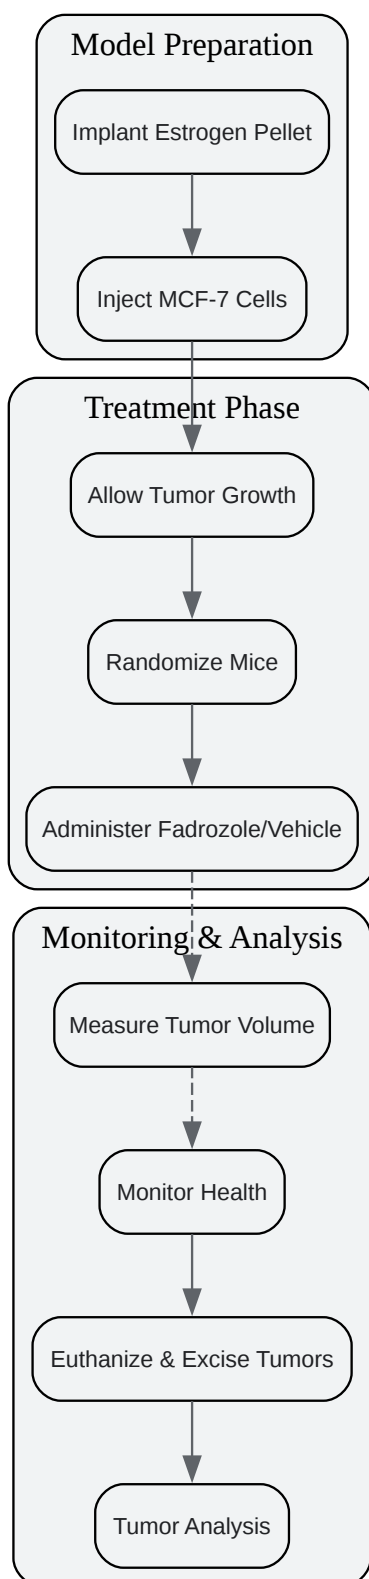 Model Preparation
Implant Estrogen Pellet
Inject MCF-7 Cells
Treatment Phase
Allow Tumor Growth
Randomize Mice
Administer Fadrozole/Vehicle
Monitoring & Analysis
Measure Tumor Volume
Monitor Health
Euthanize & Excise Tumors
Tumor Analysis